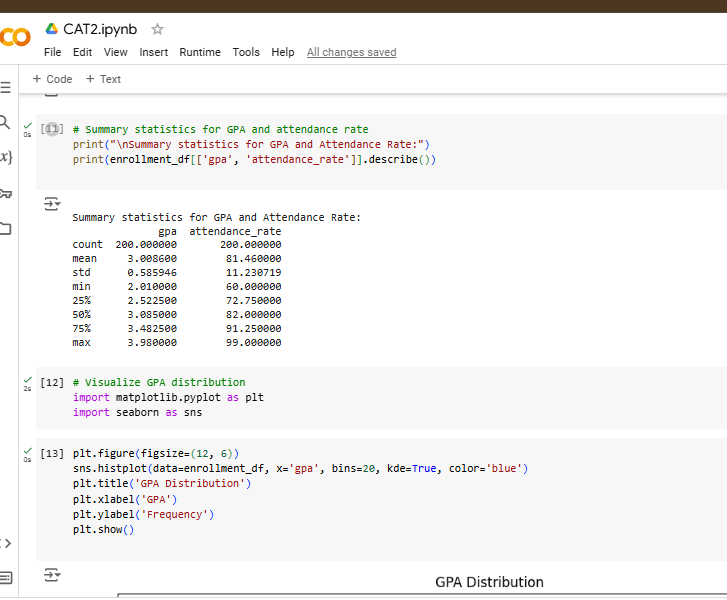 CO CAT2.ipynb
File Edit View Insert Runtime Tools Help All changes saved
+ Code + Text
[11] # Summary statistics for GPA and attendance rate
print("\nSummary statistics for GPA and Attendance Rate:")
print(enrollment_df[['gpa', 'attendance_rate']].describe())
0s
Summary statistics for GPA and Attendance Rate:
gpa attendance_rate
count 200.000000 200.000000
mean 3.008600 81.460000
std 0.585946 11.230719
min 2.010000 60.000000
25% 2.522500 72.750000
50% 3.085000 82.000000
75% 3.482500 91.250000
max 3.980000 99.000000
[12] # Visualize GPA distribution
2s
import matplotlib.pyplot as plt
import seaborn as sns
[13] plt.figure(figsize=(12, 6))
0s
sns.histplot(data=enrollment_df, x='gpa', bins=20, kde=True, color='blue')
plt.title('GPA Distribution')
plt.xlabel('GPA')
plt.ylabel('Frequency')
plt.show()
GPA Distribution